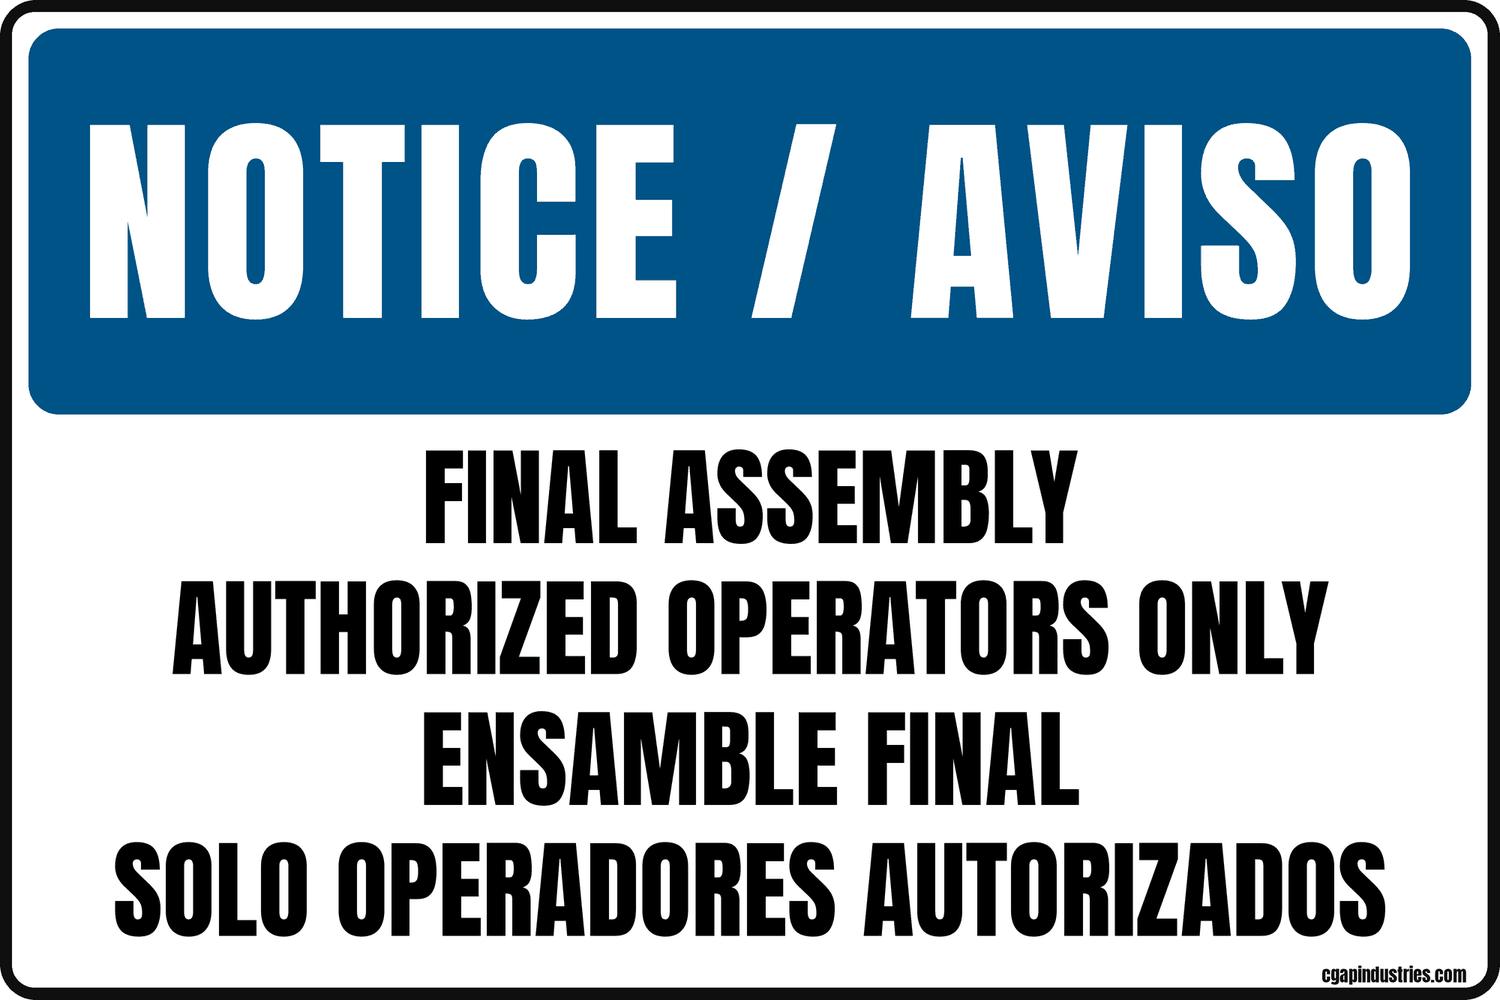 NOTICE / AVISO
FINAL ASSEMBLY
AUTHORIZED OPERATORS ONLY
ENSAMBLE FINAL
SOLO OPERADORES AUTORIZADOS
cgapindustries.com